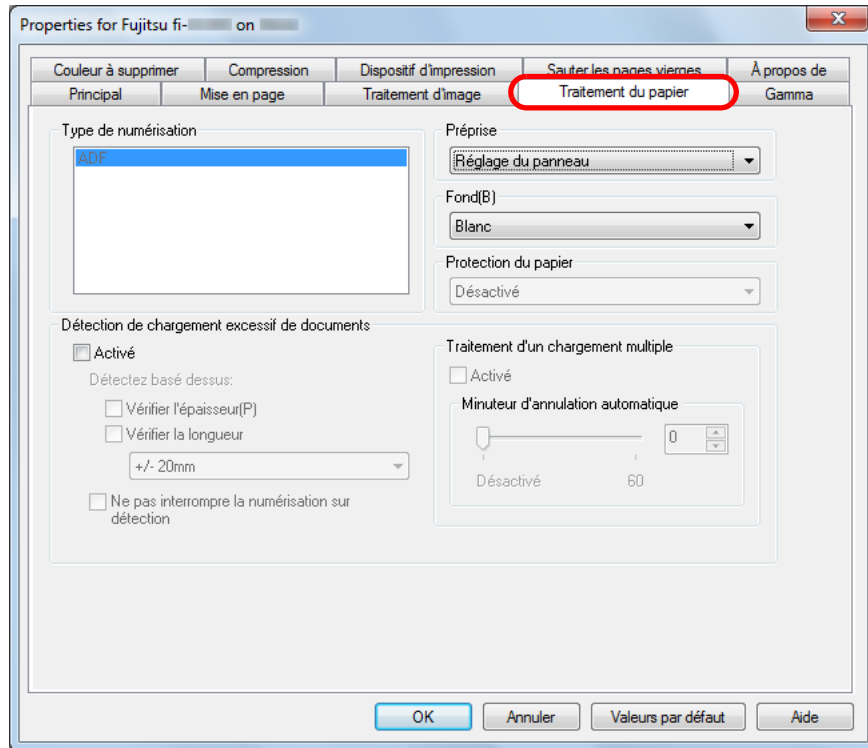 Properties for Fujitsu fi- on
Couleur à supprimer Compression Dispositif d'impression Sauter les pages vierges À propos de
Principal Mise en page Traitement d'image Traitement du papier Gamma
Type de numérisation
ADF
Préprise
Réglage du panneau
Fond(B)
Blanc
Protection du papier
Désactivé
Détection de chargement excessif de documents
Activé
Détectez basé dessus:
Vérifier l'épaisseur(P)
Vérifier la longueur
+/- 20mm
Ne pas interrompre la numérisation sur
détection
Traitement d'un chargement multiple
Activé
Minuteur d'annulation automatique
0
Désactivé 60
OK Annuler Valeurs par défaut Aide